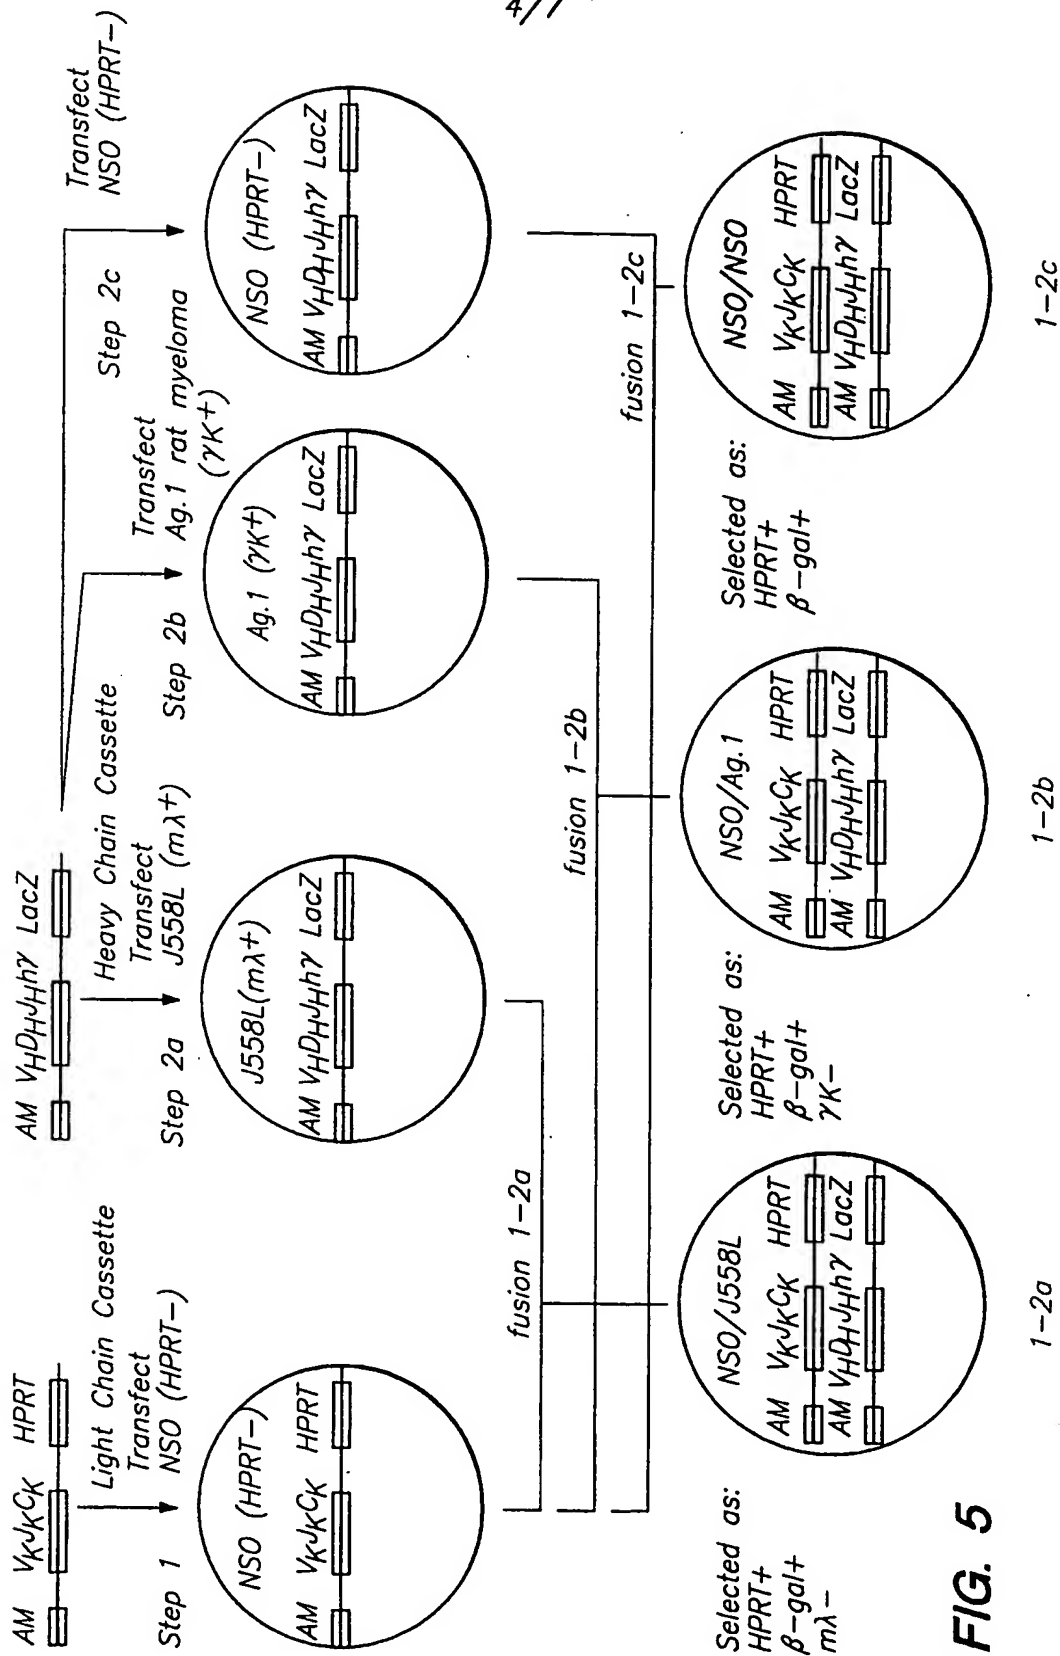 4/7
AM VKJKCK HPRT
Light Chain Cassette
Transfect
NSO (HPRT-)
Step 1
NSO (HPRT-)
AM VKJKCK HPRT
AM VHDHJHhγ LacZ
Heavy Chain Cassette
Transfect
J558L (mλ+)
Step 2a
J558L(mλ+)
AM VHDHJHhγ LacZ
Step 2b
Transfect
Ag.1 rat myeloma
(γK+)
Ag.1 (γK+)
AM VHDHJHhγ LacZ
Step 2c
Transfect
NSO (HPRT-)
NSO (HPRT-)
AM VHDHJHhγ LacZ
fusion 1-2a
fusion 1-2b
fusion 1-2c
Selected as:
HPRT+
β-gal+
mλ-
NSO/J558L
AM VKJKCK HPRT
AM VHDHJHhγ LacZ
1-2a
Selected as:
HPRT+
β-gal+
γK-
NSO/Ag.1
AM VKJKCK HPRT
AM VHDHJHhγ LacZ
1-2b
Selected as:
HPRT+
β-gal+
NSO/NSO
AM VKJKCK HPRT
AM VHDHJHhγ LacZ
1-2c
FIG. 5